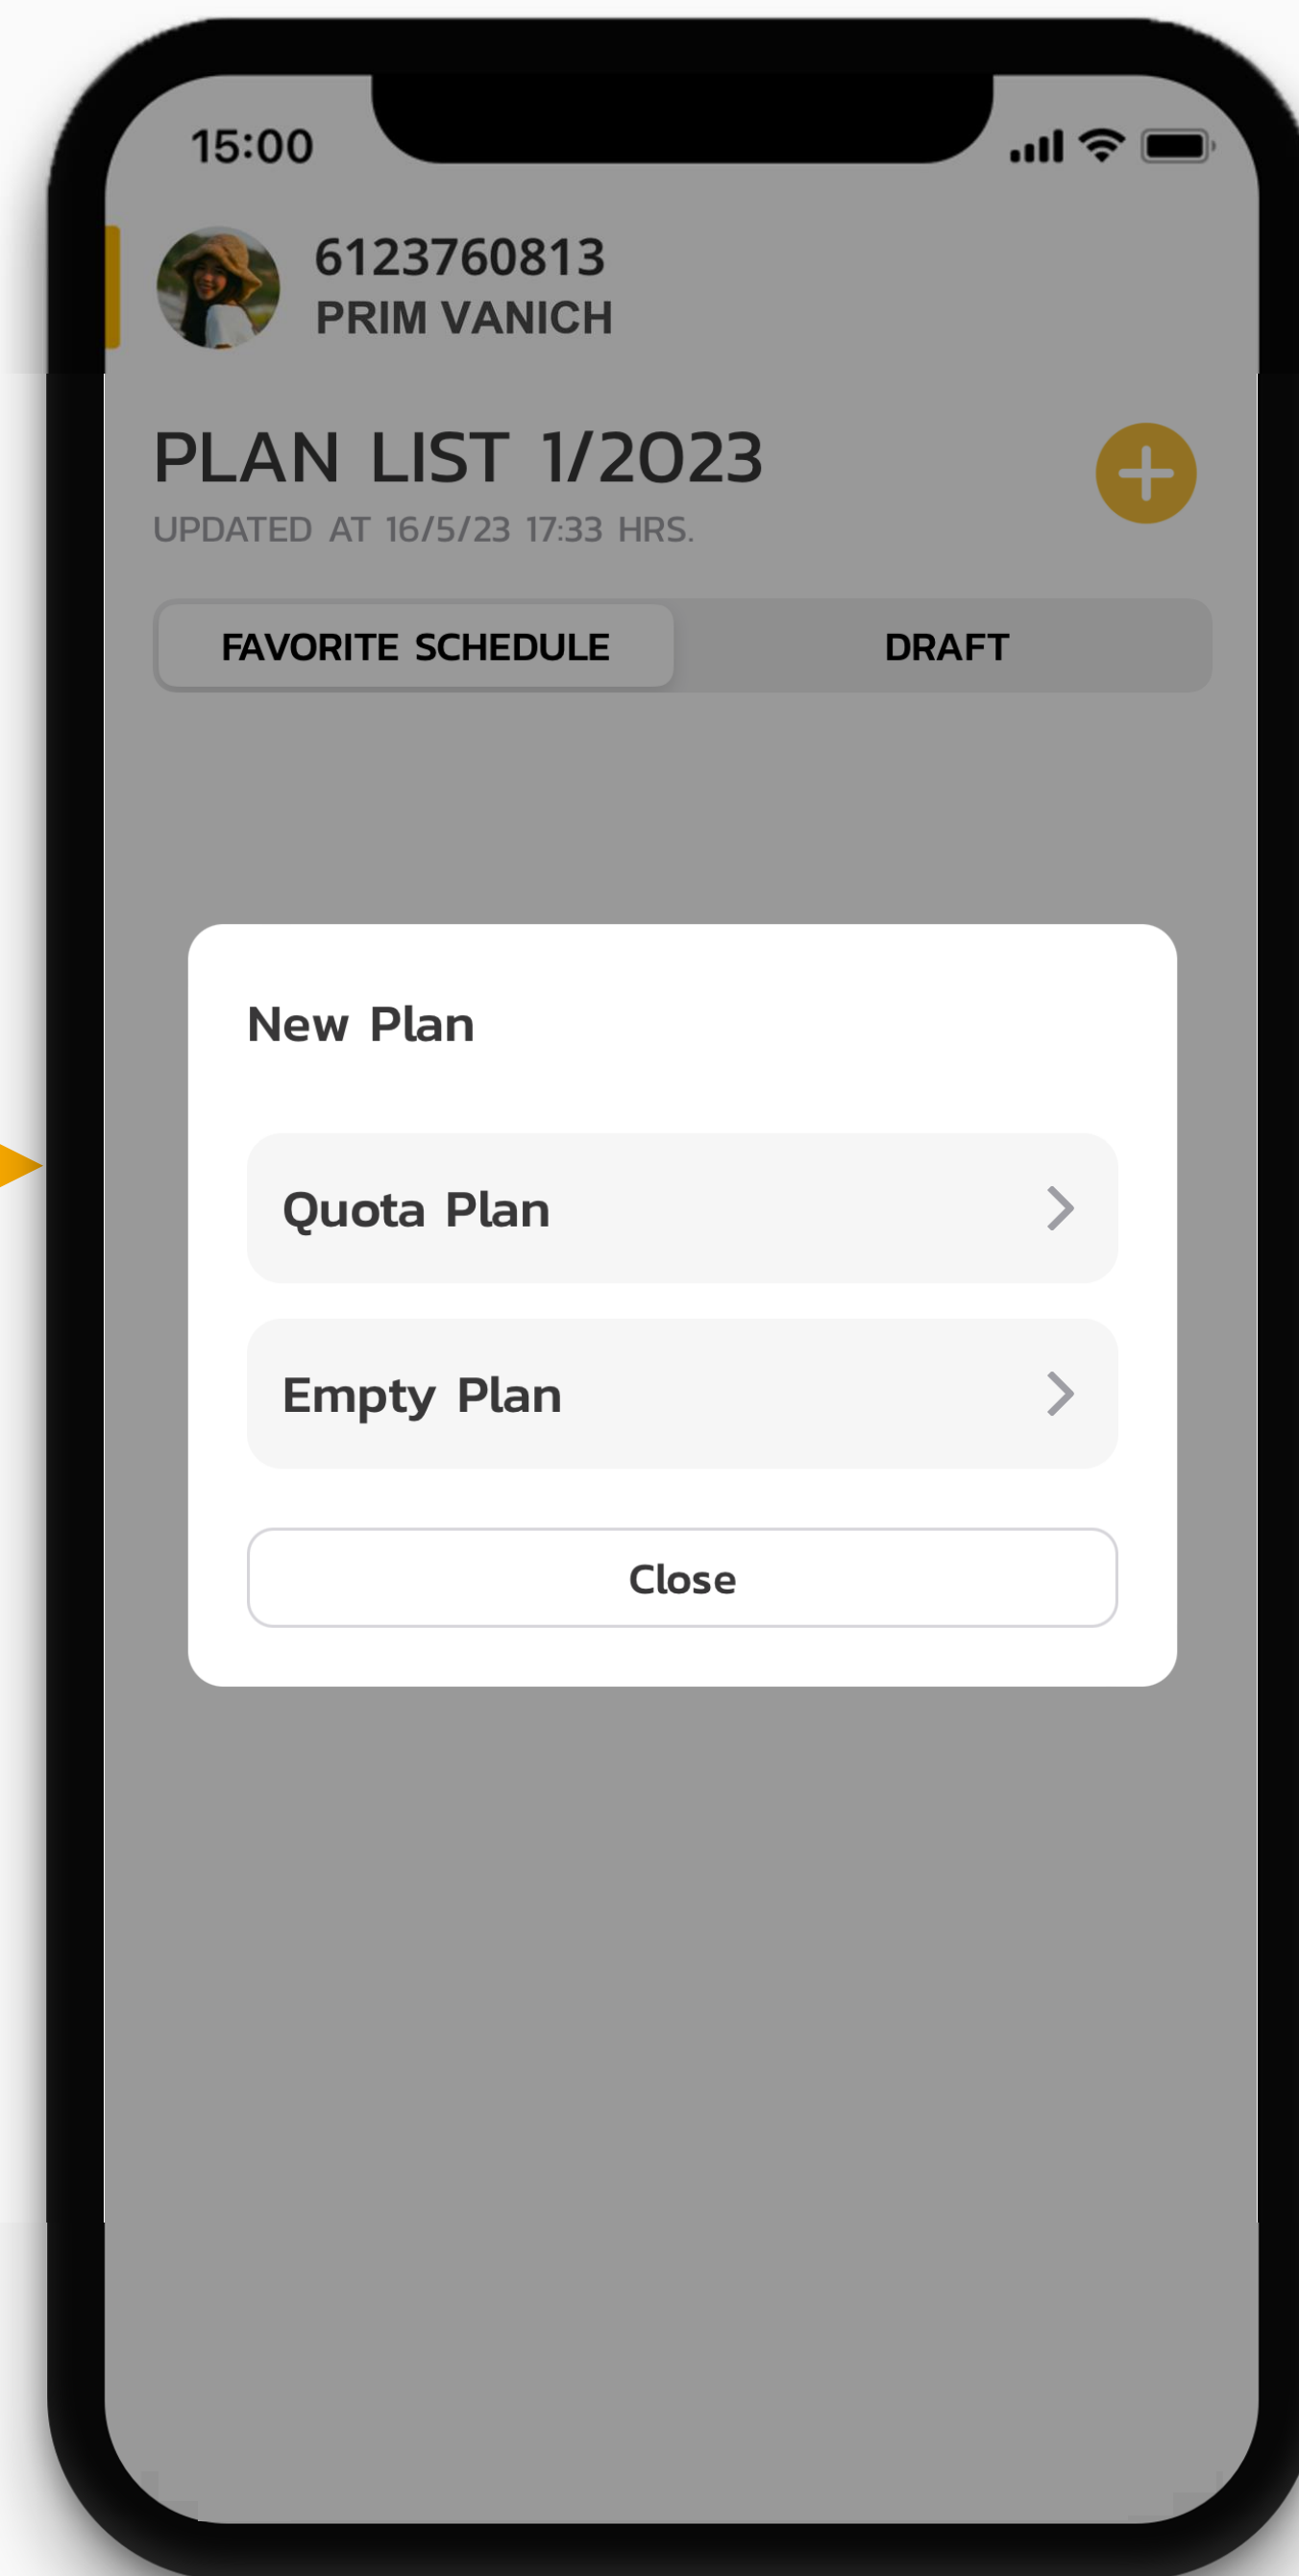 15:00
6123760813
PRIM VANICH
PLAN LIST 1/2023
UPDATED AT 16/5/23 17:33 HRS.
FAVORITE SCHEDULE DRAFT
New Plan
Quota Plan
Empty Plan
Close